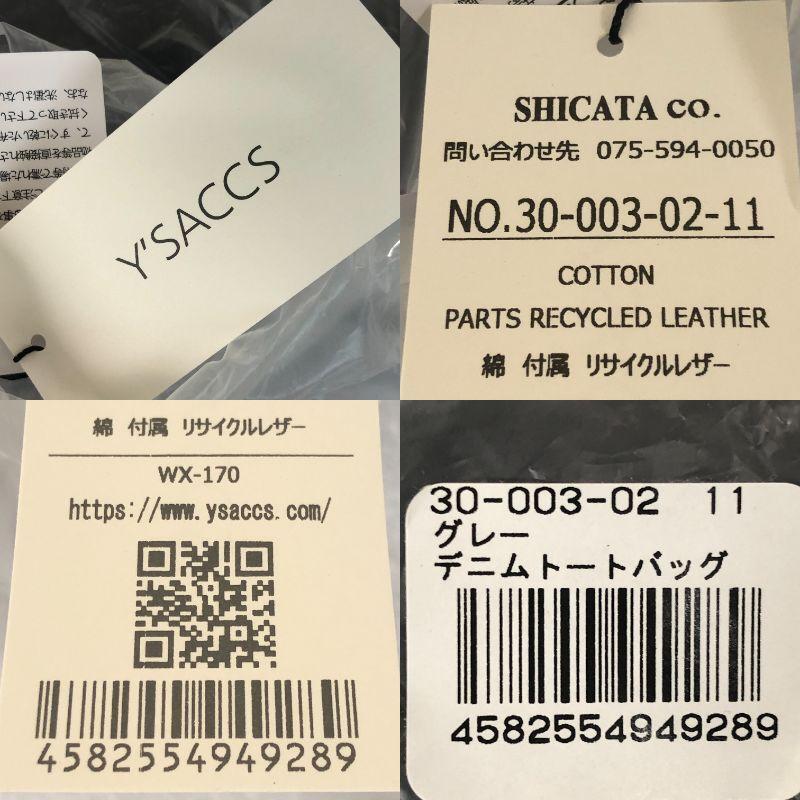 Y'SACCS
SHICATA CO.
問い合わせ先 075-594-0050
NO.30-003-02-11
COTTON
PARTS RECYCLED LEATHER
綿 付属 リサイクルレザー
綿 付属 リサイクルレザー
WX-170
https://www.ysaccs.com/
4582554949289
30-003-02 11
グレー
デニムトートバッグ
4582554949289